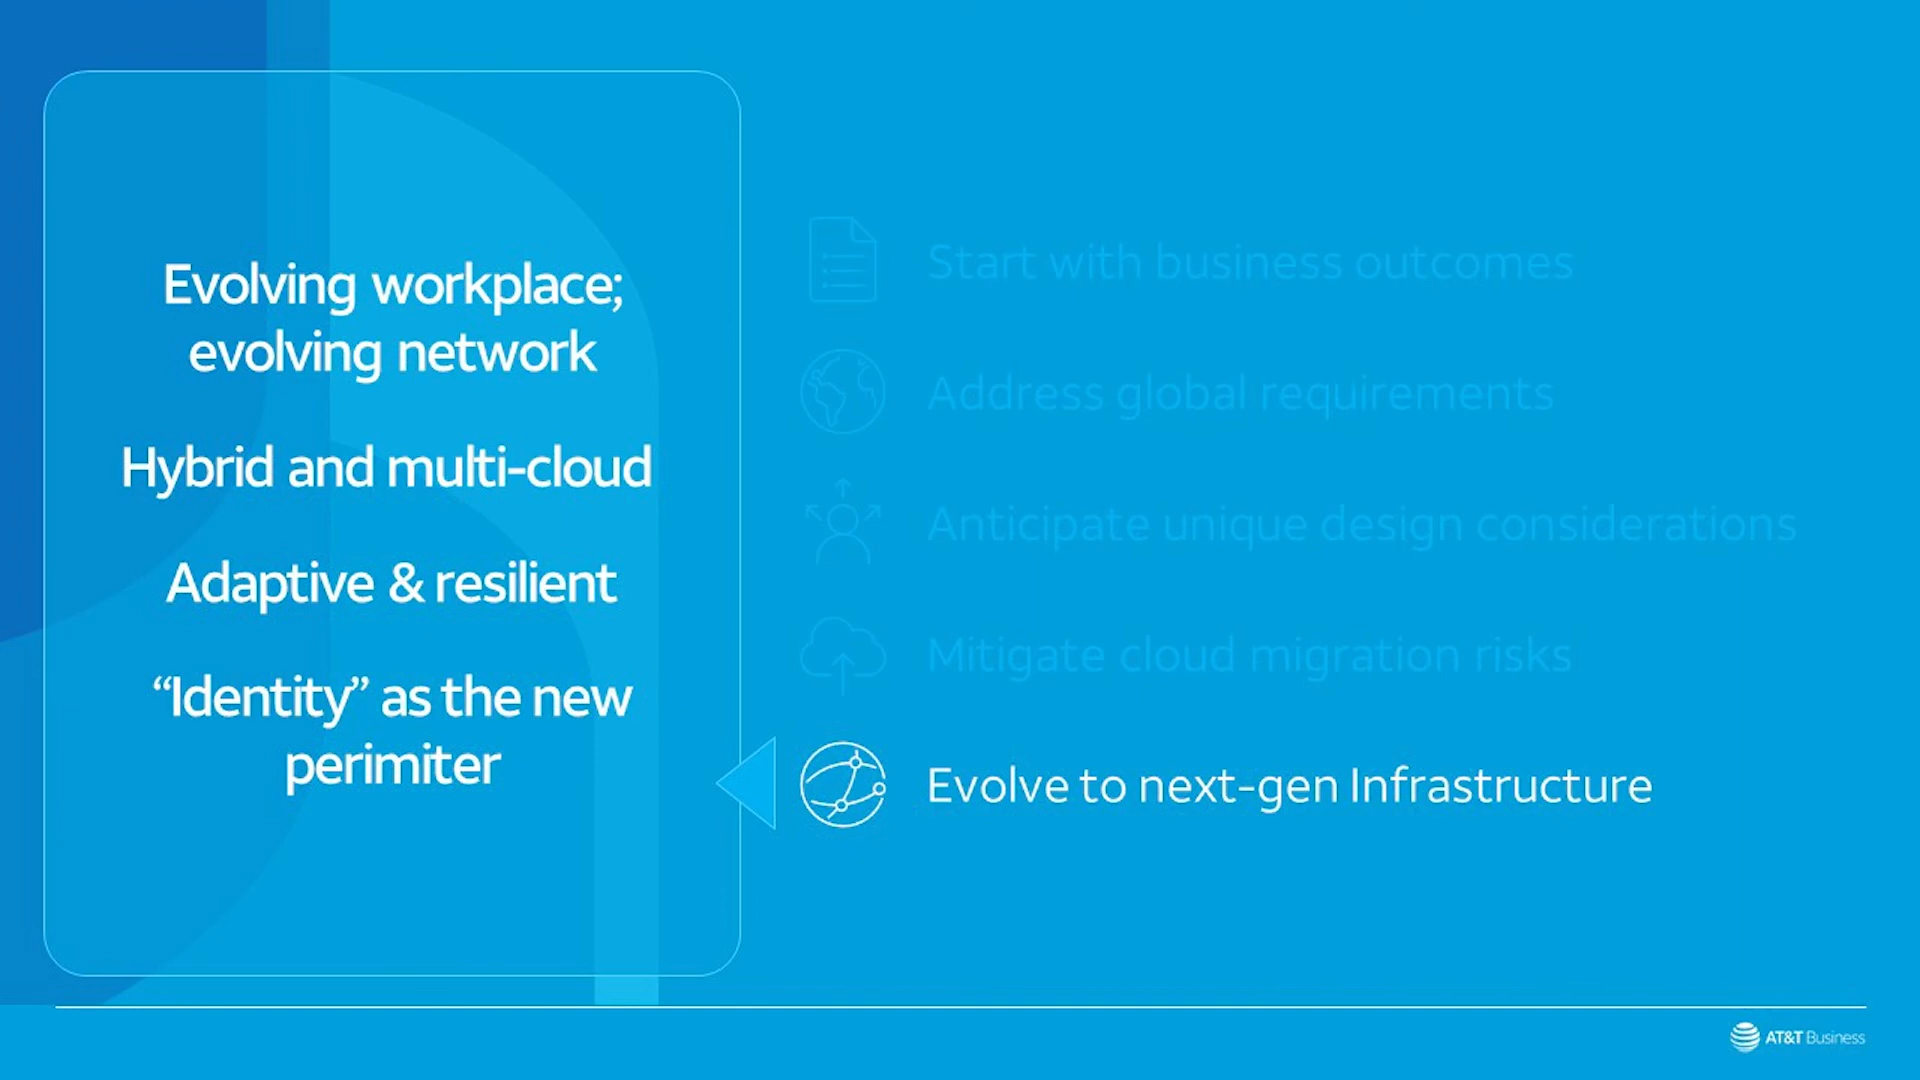 Evolving workplace;
evolving network
Hybrid and multi-cloud
Adaptive & resilient
“Identity” as the new
perimiter
Start with business outcomes
Address global requirements
Anticipate unique design considerations
Mitigate cloud migration risks
Evolve to next-gen Infrastructure
AT&T Business